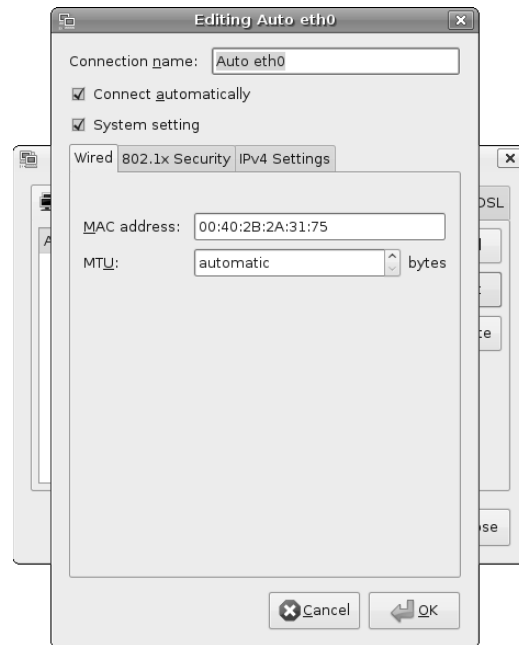 Editing Auto eth0
Connection name: Auto eth0
Connect automatically
System setting
Wired 802.1x Security IPv4 Settings
DSL
MAC address: 00:40:2B:2A:31:75
MTU: automatic bytes
Cancel OK